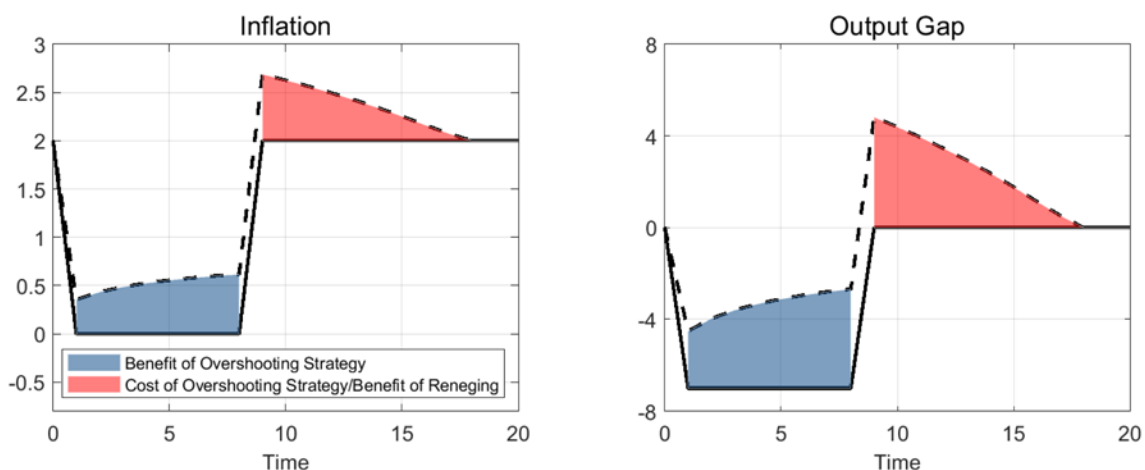 Inflation
3
2.5
2
1.5
1
0.5
0
-0.5
Benefit of Overshooting Strategy
Cost of Overshooting Strategy/Benefit of Reneging
0 5 10 15 20
Time
Output Gap
8
4
0
-4
-8
0 5 10 15 20
Time